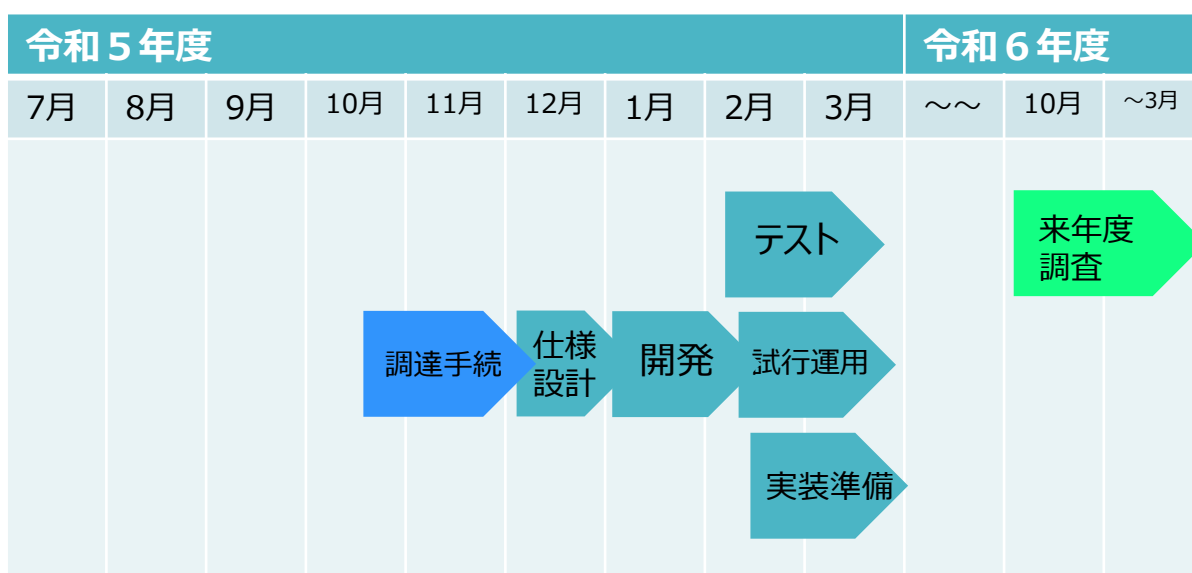 令和５年度 令和６年度
7月 8月 9月 10月 11月 12月 1月 2月 3月 ～～ 10月 ～3月
テスト
来年度
調査
調達手続
仕様
設計
開発
試行運用
実装準備